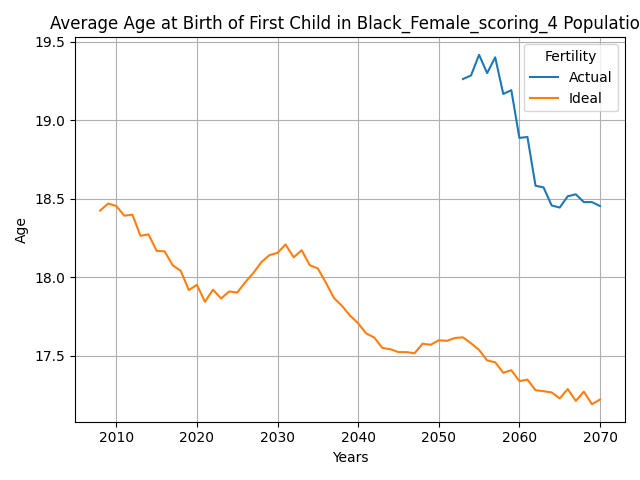 Average Age at Birth of First Child in Black_Female_scoring_4 Populatio
Fertility
Actual
Ideal
19.5
19.0
18.5
18.0
17.5
Age
2010 2020 2030 2040 2050 2060 2070
Years